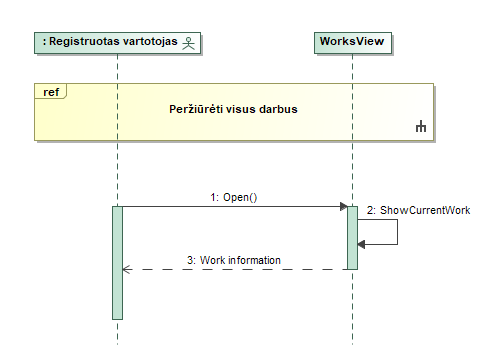 : Registruotas vartotojas
WorksView
ref
Peržiūrėti visus darbus
1: Open()
2: ShowCurrentWork
3: Work information